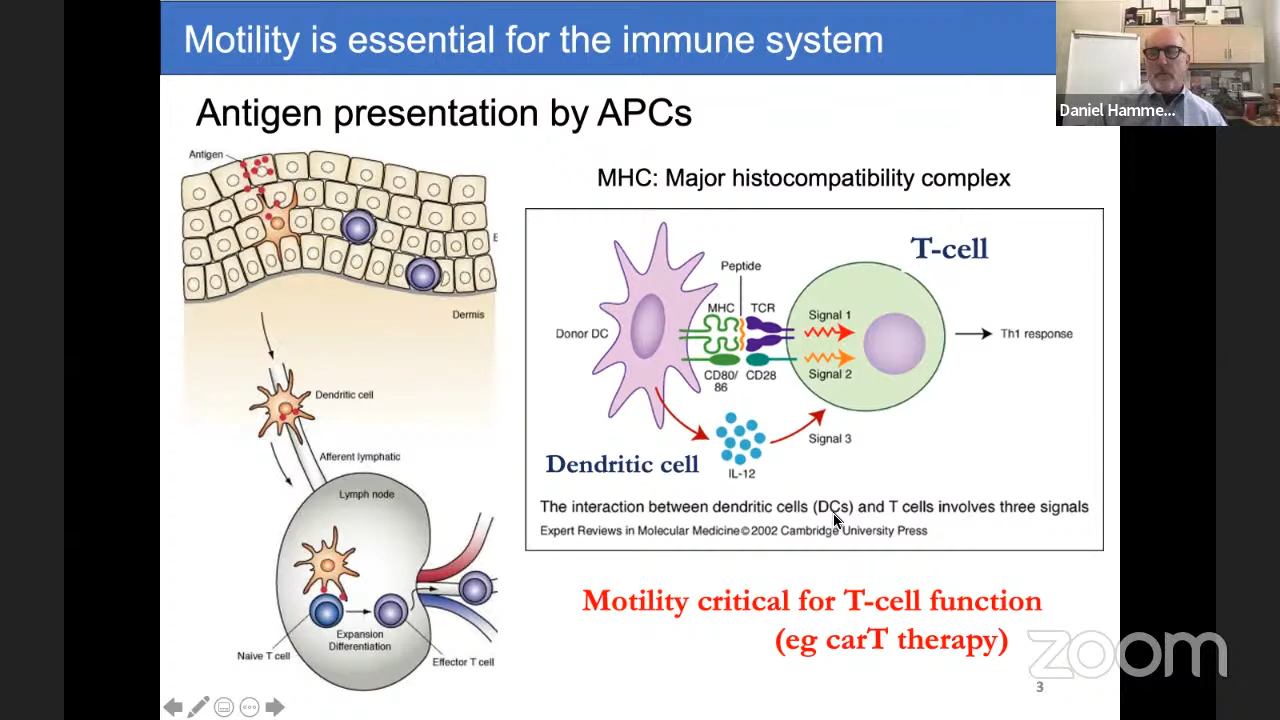 Motility is essential for the immune system
Daniel Hamme...
Antigen presentation by APCs
Antigen
E
Dermis
Dendritic cell
Afferent lymphatic
Lymph node
Naive T cell
Expansion
Differentiation
Effector T cell
MHC: Major histocompatibility complex
T-cell
Peptide
MHC
TCR
Donor DC
CD80/
86
CD28
Signal 1
Signal 2
Th1 response
Signal 3
Dendritic cell
IL-12
The interaction between dendritic cells (DCs) and T cells involves three signals
Expert Reviews in Molecular Medicine©2002 Cambridge University Press
Motility critical for T-cell function
(eg carT therapy)
zoom
3